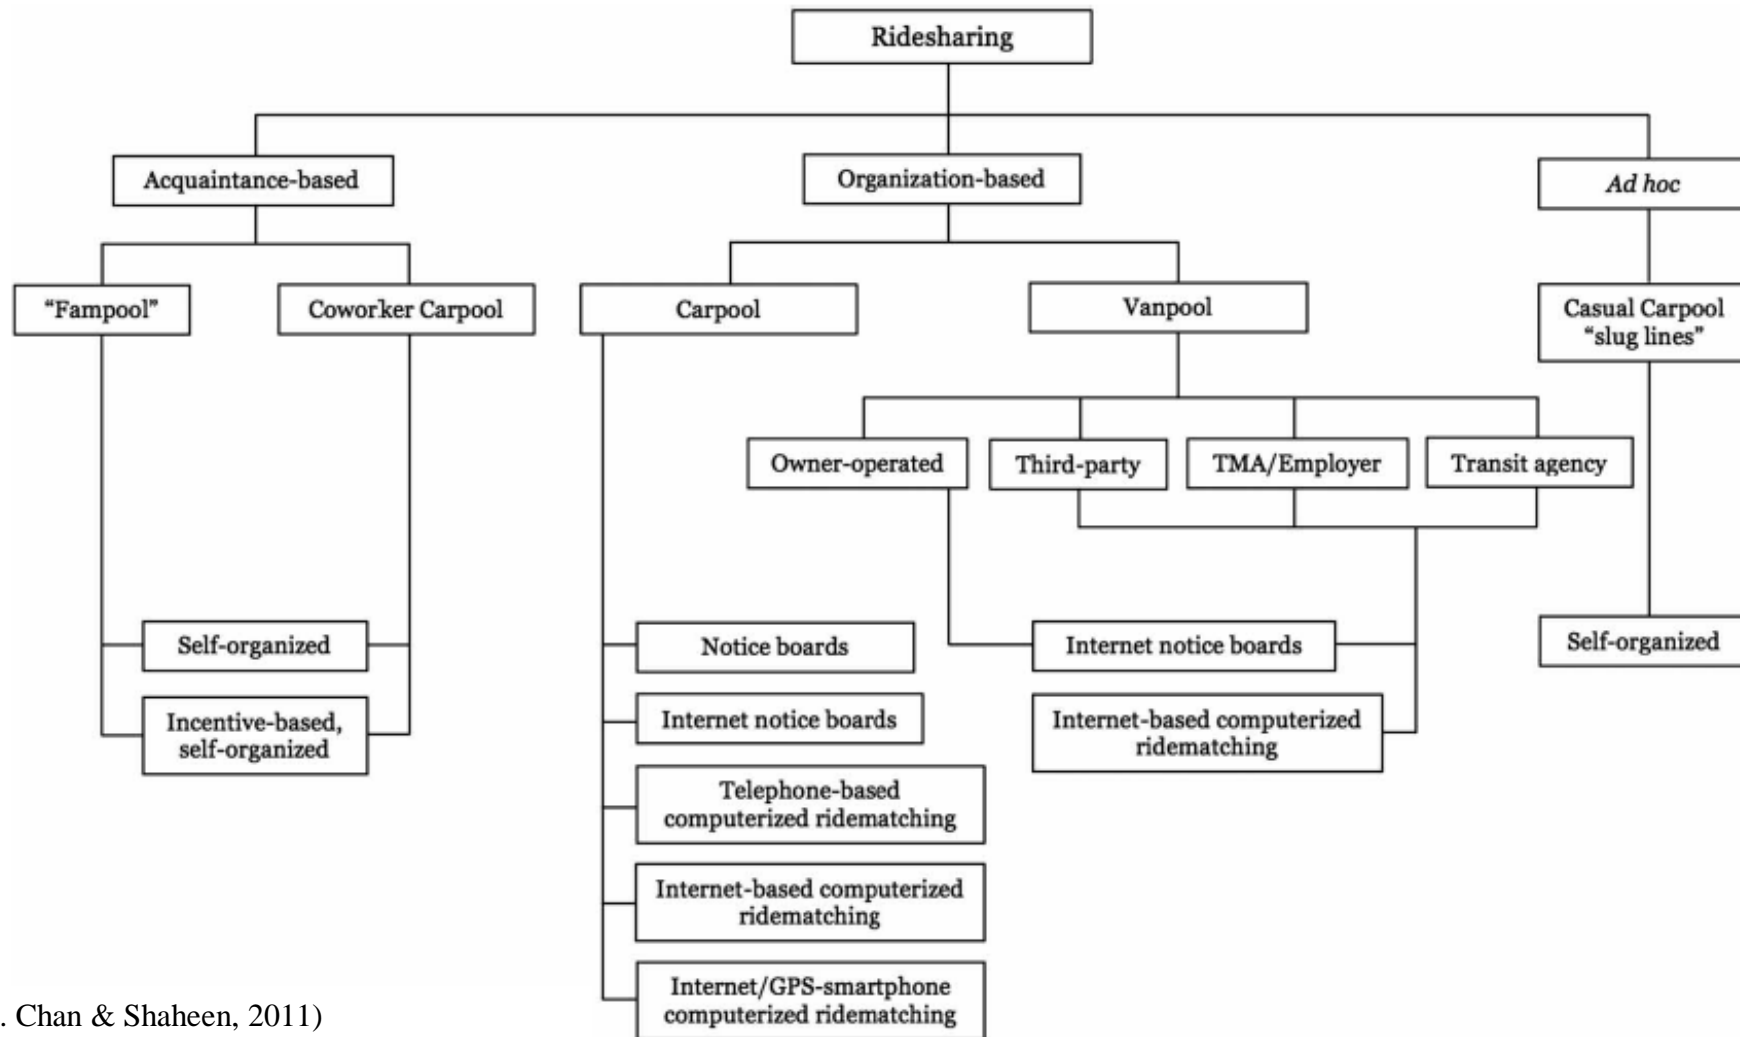 Ridesharing
Acquaintance-based
Organization-based
Ad hoc
“Fampool”
Coworker Carpool
Carpool
Vanpool
Casual Carpool
“slug lines”
Owner-operated
Third-party
TMA/Employer
Transit agency
Self-organized
Notice boards
Internet notice boards
Self-organized
Incentive-based,
self-organized
Internet notice boards
Internet-based computerized
ridematching
Telephone-based
computerized ridematching
Internet-based computerized
ridematching
Internet/GPS-smartphone
computerized ridematching
. Chan & Shaheen, 2011)